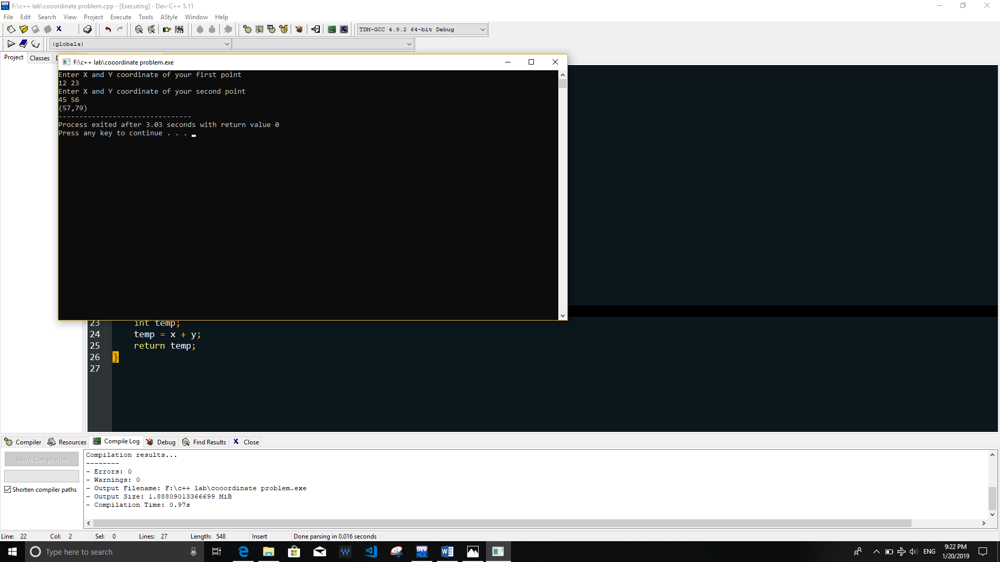 F:\c++ lab\cooordinate problem.cpp - [Executing] - Dev-C++ 5.11
File Edit Search View Project Execute Tools AStyle Window Help
TDM-GCC 4.9.2 64-bit Debug
(globals)
Project Classes
F:\c++ lab\cooordinate problem.exe
Enter X and Y coordinate of your first point
12 23
Enter X and Y coordinate of your second point
45 56
(57,79)
--------------------------------
Process exited after 3.03 seconds with return value 0
Press any key to continue . . .
23 int temp;
24 temp = x + y;
25 return temp;
26 }
27
Compiler Resources Compile Log Debug Find Results Close
Abort Compilation
Shorten compiler paths
Compilation results...
--------
- Errors: 0
- Warnings: 0
- Output Filename: F:\c++ lab\cooordinate problem.exe
- Output Size: 1.88809013366699 MiB
- Compilation Time: 0.97s
Line: 22 Col: 2 Sel: 0 Lines: 27 Length: 548 Insert Done parsing in 0.016 seconds
Type here to search
DEV
ENG
9:22 PM
1/20/2019